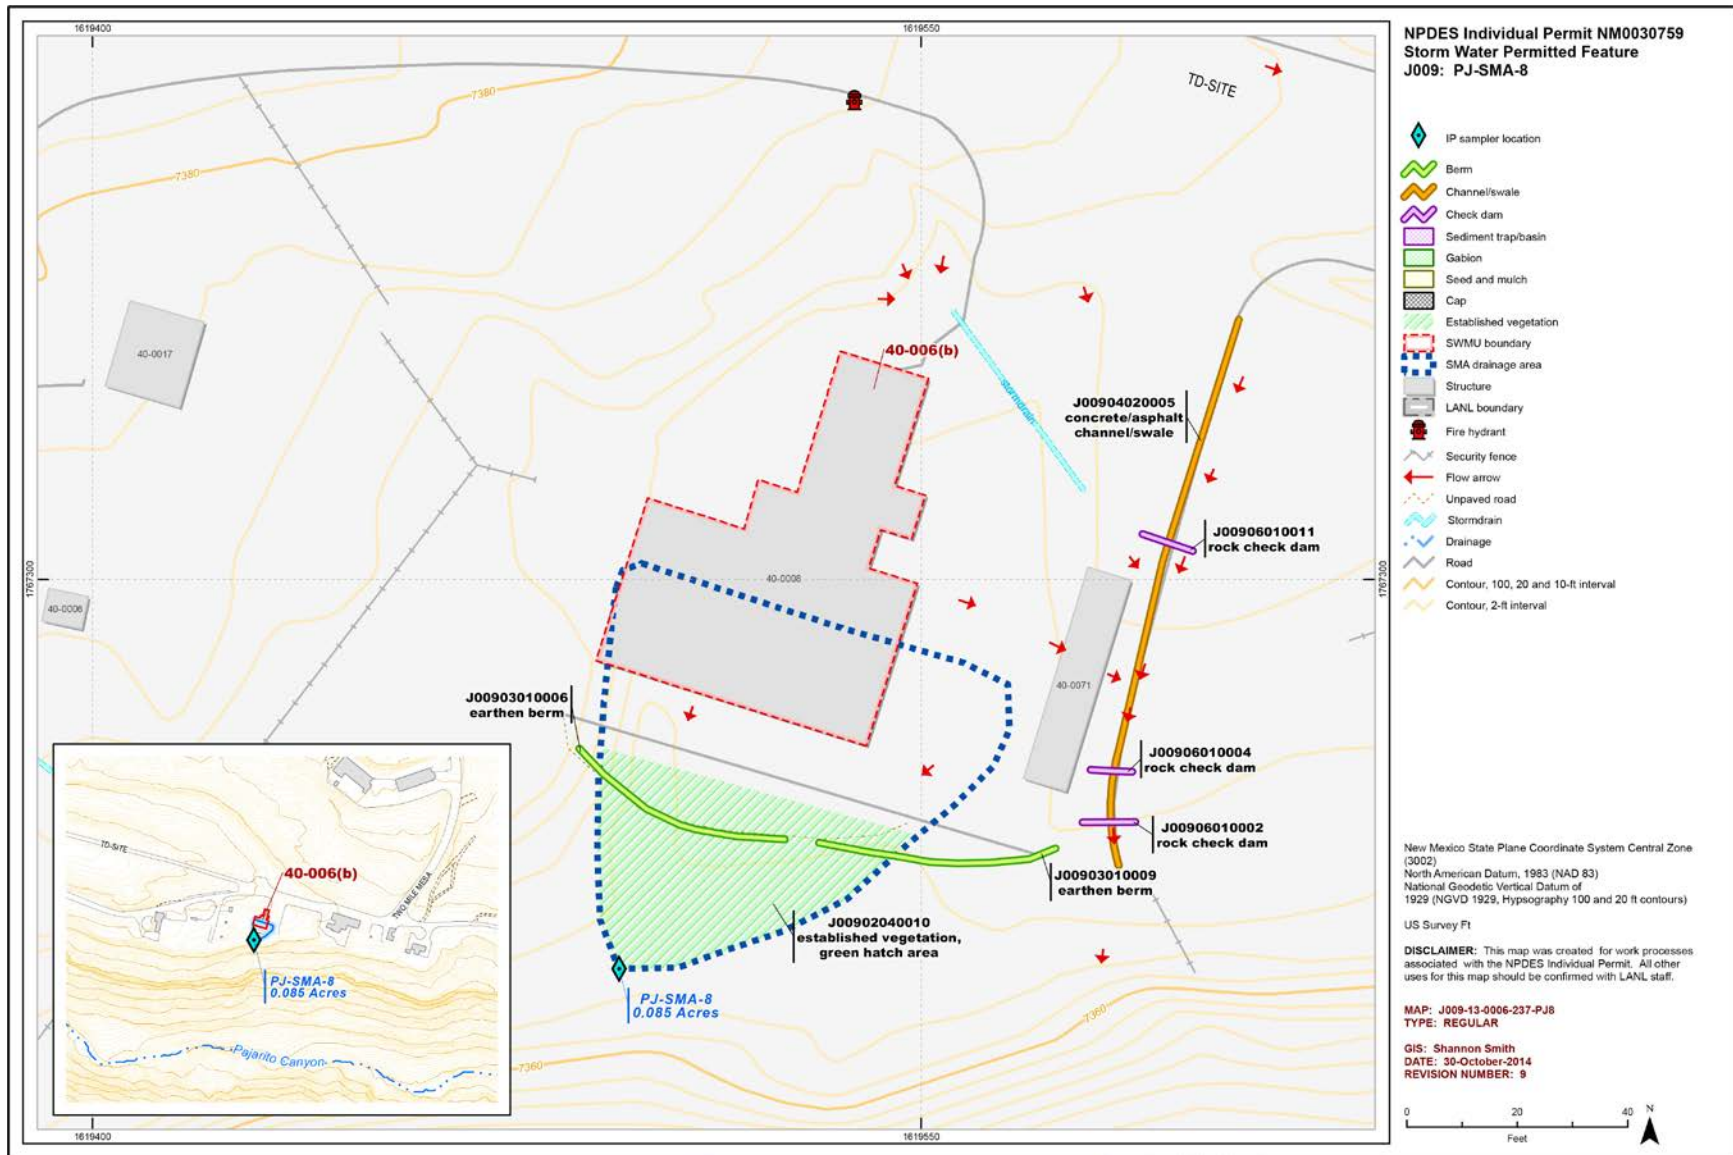 1619400
1619550
NPDES Individual Permit NM0030759
Storm Water Permitted Feature
J009: PJ-SMA-8
TD-SITE
7380
7380
IP sampler location
Berm
Channel/swale
Check dam
Sediment trap/basin
Gabion
Seed and mulch
Cap
Established vegetation
SWMU boundary
SMA drainage area
Structure
LANL boundary
Fire hydrant
Security fence
Flow arrow
Unpaved road
Stormdrain
Drainage
Road
Contour, 100, 20 and 10-ft interval
Contour, 2-ft interval
40-0017
40-006(b)
stormdrain
J00904020005
concrete/asphalt
channel/swale
J00906010011
rock check dam
1767300
1767300
40-0008
40-0006
40-0071
J00903010006
earthen berm
J00906010004
rock check dam
J00906010002
rock check dam
J00903010009
earthen berm
J00902040010
established vegetation,
green hatch area
PJ-SMA-8
0.085 Acres
7360
7360
TD-SITE
40-006(b)
TWO MILE MESA
PJ-SMA-8
0.085 Acres
Pajarito Canyon
New Mexico State Plane Coordinate System Central Zone
(3002)
North American Datum, 1983 (NAD 83)
National Geodetic Vertical Datum of
1929 (NGVD 1929, Hypsography 100 and 20 ft contours)
US Survey Ft
DISCLAIMER: This map was created for work processes
associated with the NPDES Individual Permit. All other
uses for this map should be confirmed with LANL staff.
MAP: J009-13-0006-237-PJ8
TYPE: REGULAR
GIS: Shannon Smith
DATE: 30-October-2014
REVISION NUMBER: 9
0 20 40
Feet
N
1619400
1619550